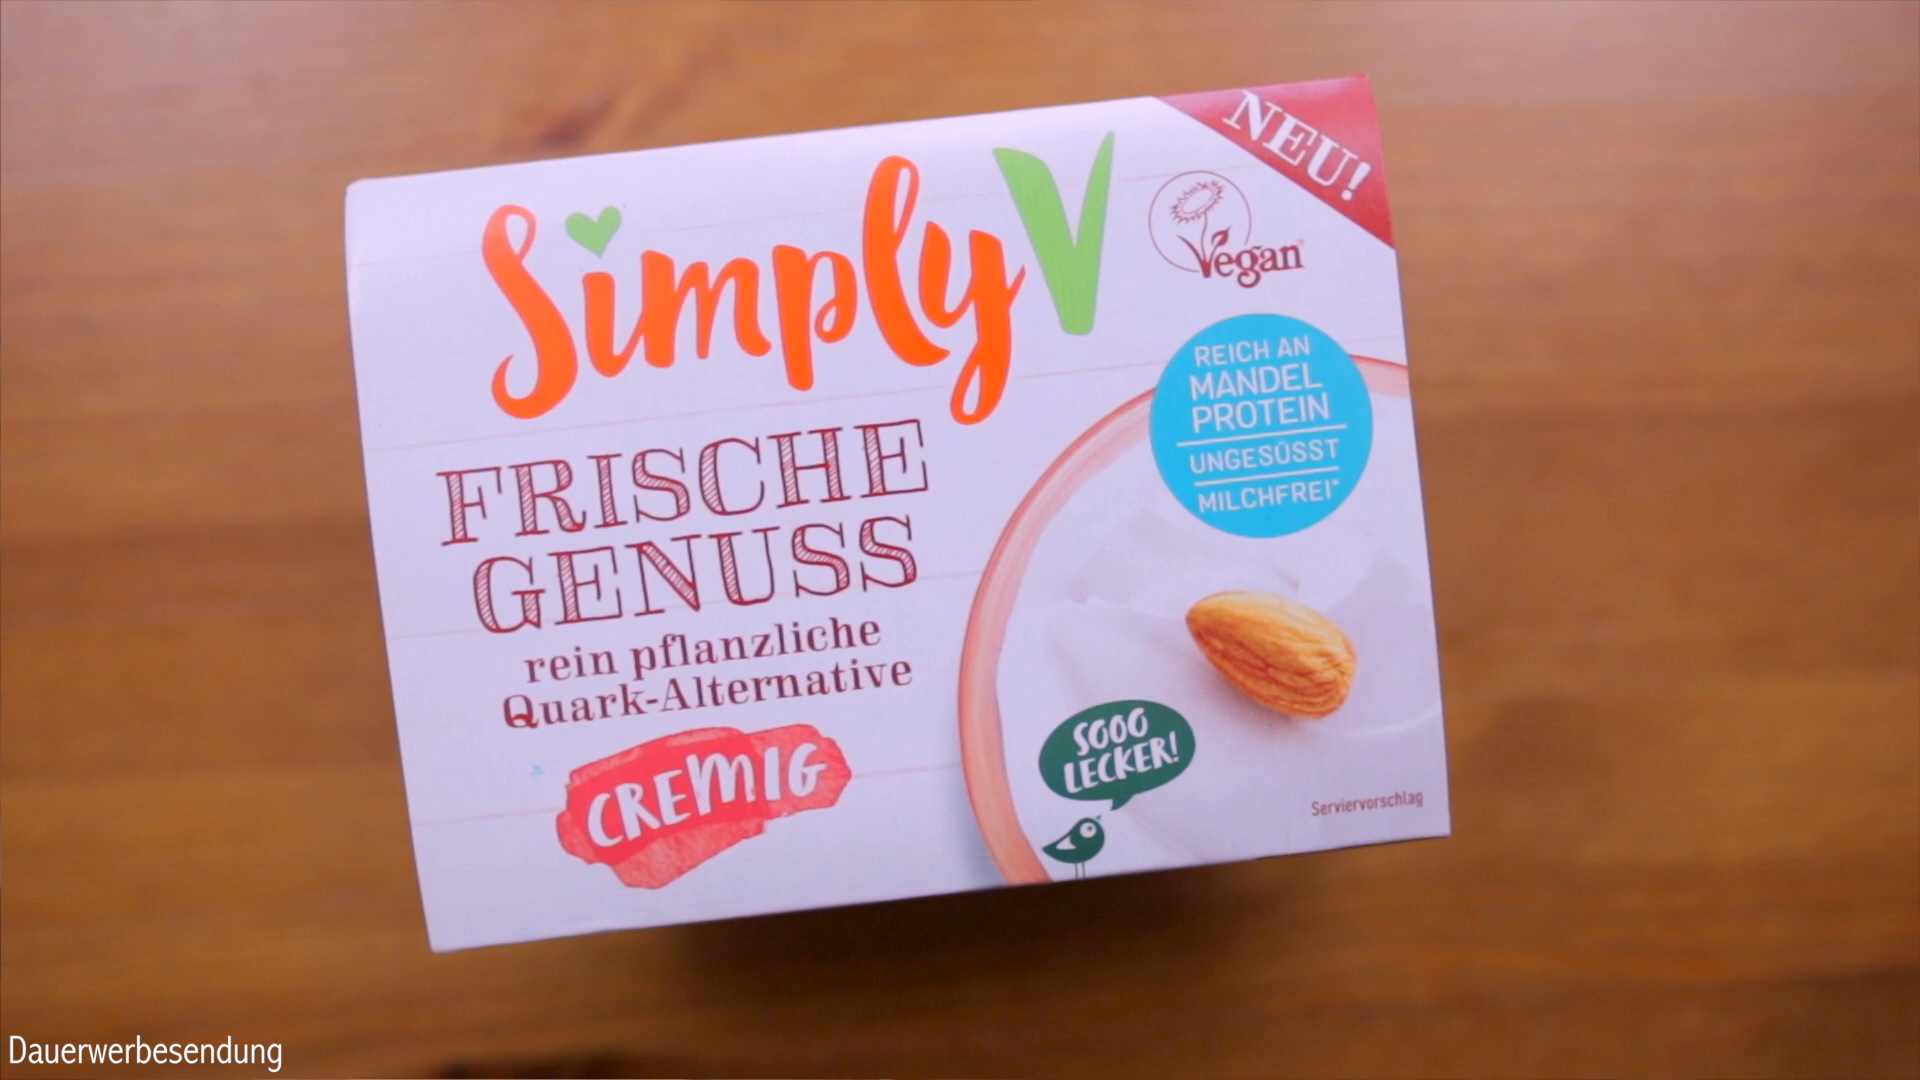 SimplyV
NEU!
Vegan
FRISCHE
GENUSS
rein pflanzliche
Quark-Alternative
CREMIG
REICH AN
MANDEL
PROTEIN
UNGESÜSST
MILCHFREI*
SOOO
LECKER!
Serviervorschlag
Dauerwerbesendung